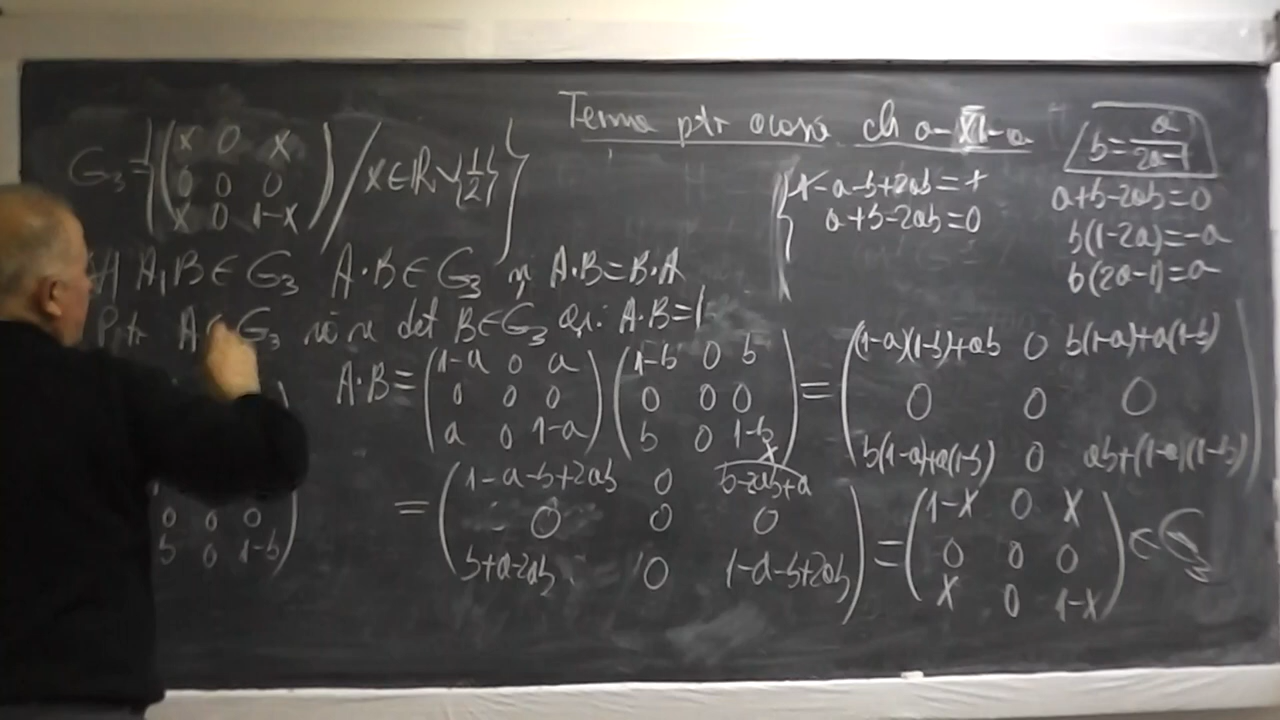 Tema ptr acasă cls a-XI-a
G₃={(x 0 x / x∈ℝ∖{1/2}}
0 0 0
x 0 1-x)
A,B∈G₃ A·B∈G₃ și A·B=B·A
Ptr A∈G₃ să se det B∈G₃ a.î. A·B=I
A·B=(1-a 0 a)(1-b 0 b)=((1-a)(1-b)+ab 0 b(1-a)+a(1-b))
0 0 0 0 0 0 0 0 0
a 0 1-a b 0 1-b b(1-a)+a(1-b) 0 ab+(1-a)(1-b)
x
=(1-a-b+2ab 0 b-2ab+a)=(1-x 0 x)∈G₃
0 0 0 0 0 0
b+a-2ab 0 1-a-b+2ab x 0 1-x
0 0 0
b 0 1-b
{1-a-b+2ab=1
a+b-2ab=0
b=a/(2a-1)
a+b-2ab=0
b(1-2a)=-a
b(2a-1)=a